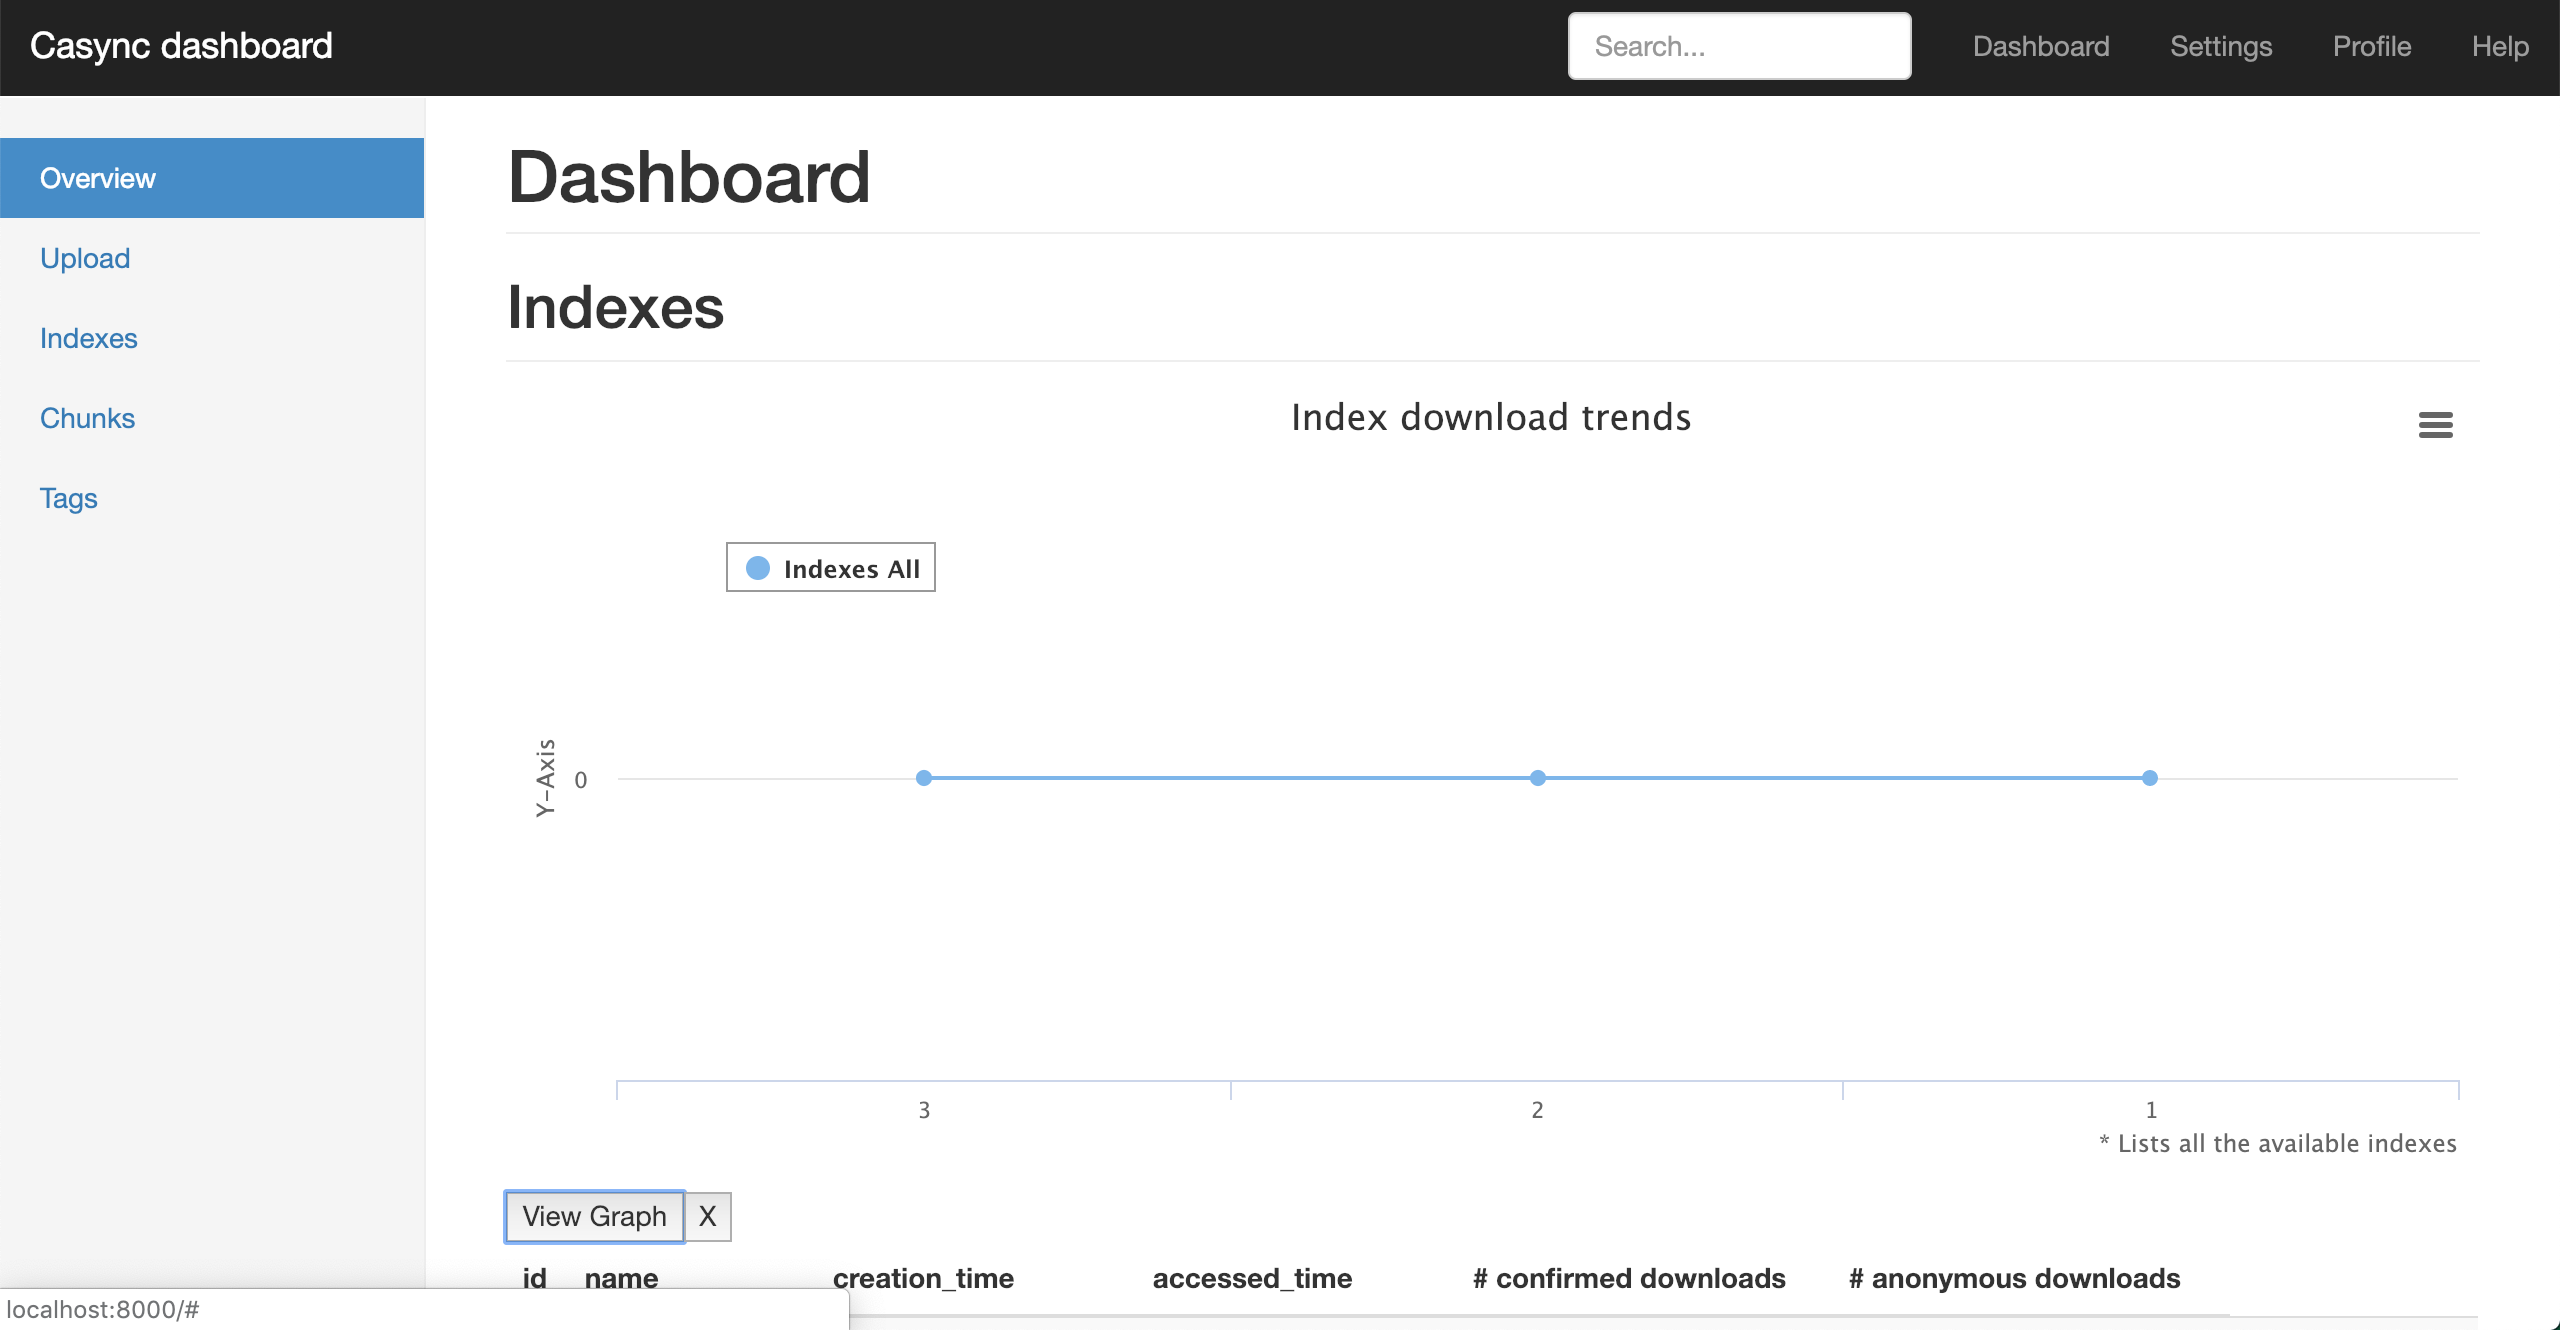 Casync dashboard
Search...
Dashboard
Settings
Profile
Help
Overview
Upload
Indexes
Chunks
Tags
Dashboard
Indexes
Index download trends
Indexes All
Y-Axis
0
3 2 1
* Lists all the available indexes
View Graph X
id name creation_time accessed_time # confirmed downloads # anonymous downloads
localhost:8000/#